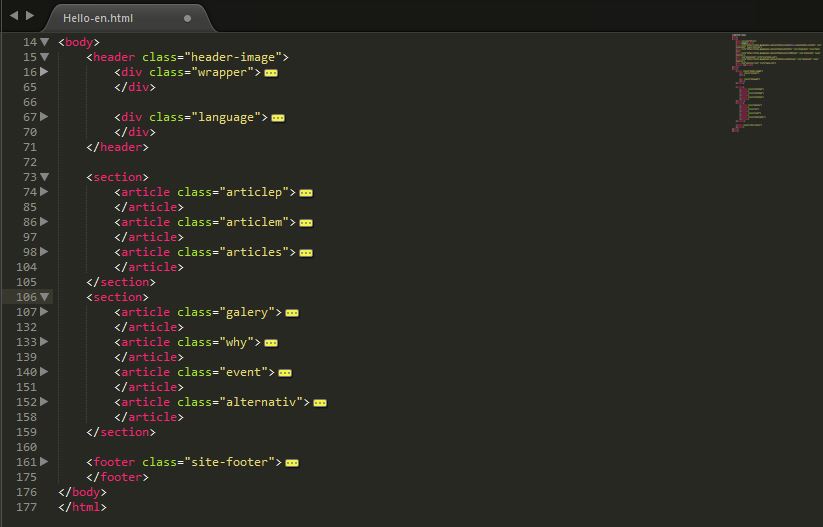 Hello-en.html
14 <body>
15 <header class="header-image">
16 <div class="wrapper">
65 </div>
66
67 <div class="language">
70 </div>
71 </header>
72
73 <section>
74 <article class="articlep">
85 </article>
86 <article class="articlem">
97 </article>
98 <article class="articles">
104 </article>
105 </section>
106 <section>
107 <article class="galery">
132 </article>
133 <article class="why">
139 </article>
140 <article class="event">
151 </article>
152 <article class="alternativ">
158 </article>
159 </section>
160
161 <footer class="site-footer">
175 </footer>
176 </body>
177 </html>